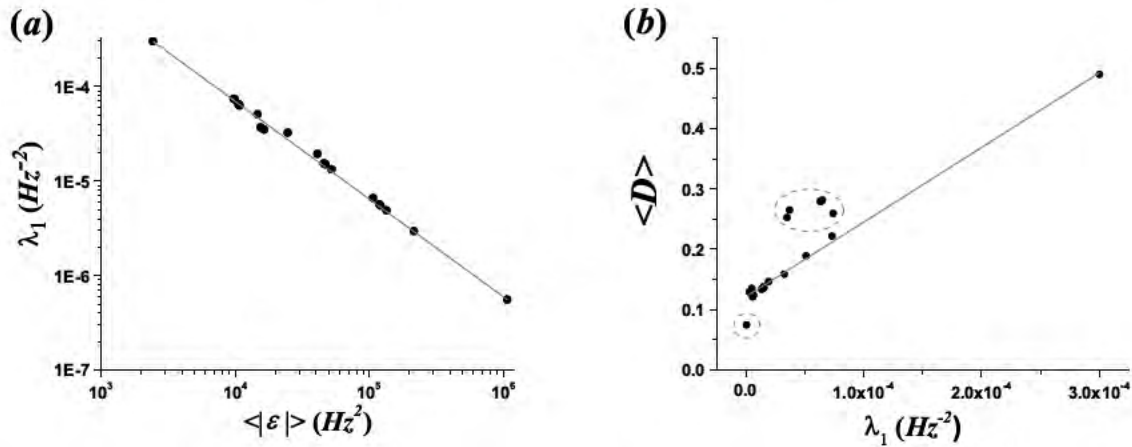 (a)
1E-4
1E-5
1E-6
1E-7
λ₁ (Hz⁻²)
10³
10⁴
10⁵
10⁶
<|ε|> (Hz²)
(b)
0.5
0.4
0.3
0.2
0.1
0.0
<D>
0.0
1.0x10⁻⁴
2.0x10⁻⁴
3.0x10⁻⁴
λ₁ (Hz⁻²)